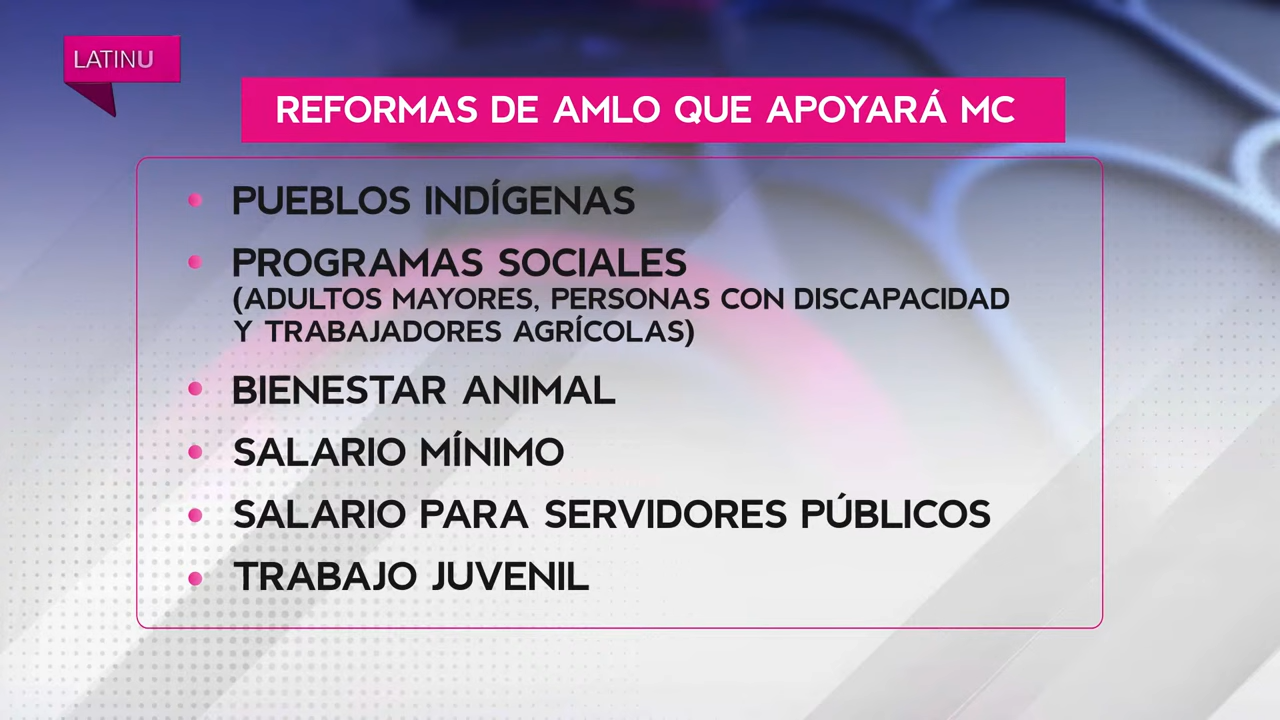 LATINU
REFORMAS DE AMLO QUE APOYARÁ MC
• PUEBLOS INDÍGENAS
• PROGRAMAS SOCIALES
(ADULTOS MAYORES, PERSONAS CON DISCAPACIDAD
Y TRABAJADORES AGRÍCOLAS)
• BIENESTAR ANIMAL
• SALARIO MÍNIMO
• SALARIO PARA SERVIDORES PÚBLICOS
• TRABAJO JUVENIL